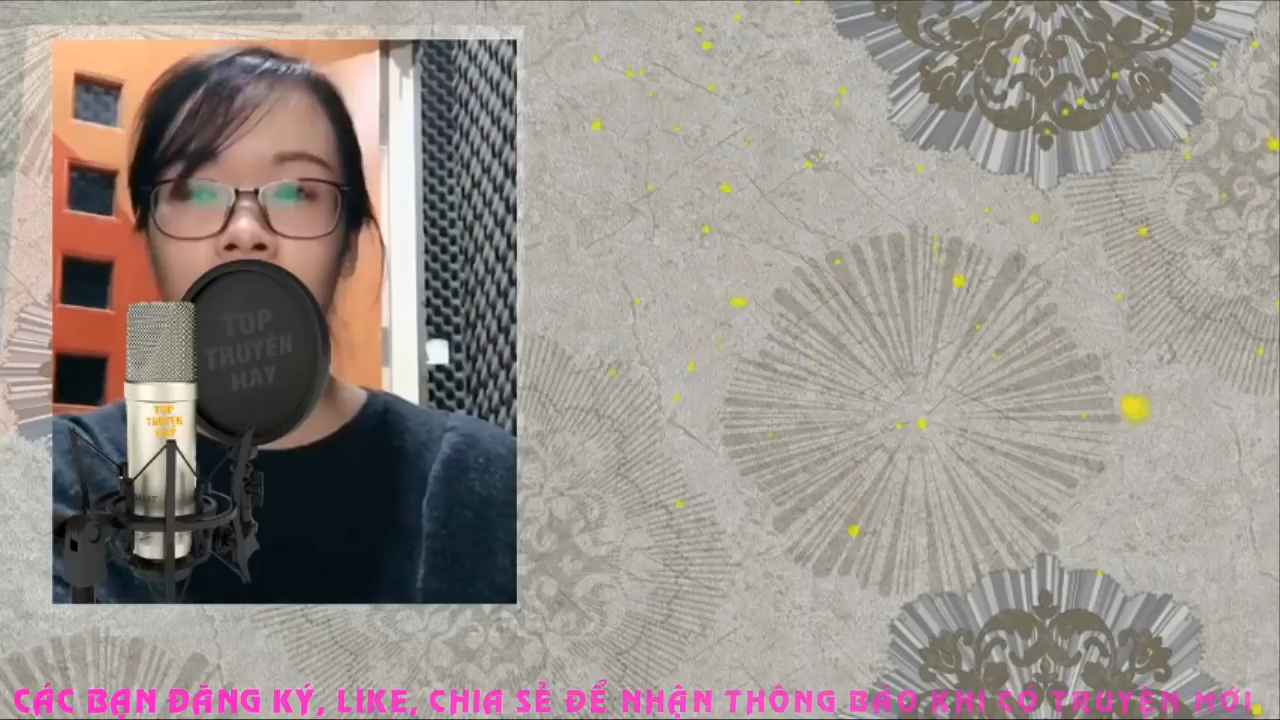 TOP
TRUYỆN
HAY
TOP
TRUYỆN
HAY
CÁC BẠN ĐĂNG KÝ, LIKE, CHIA SẺ ĐỂ NHẬN THÔNG BÁO KHI CÓ TRUYỆN MỚI